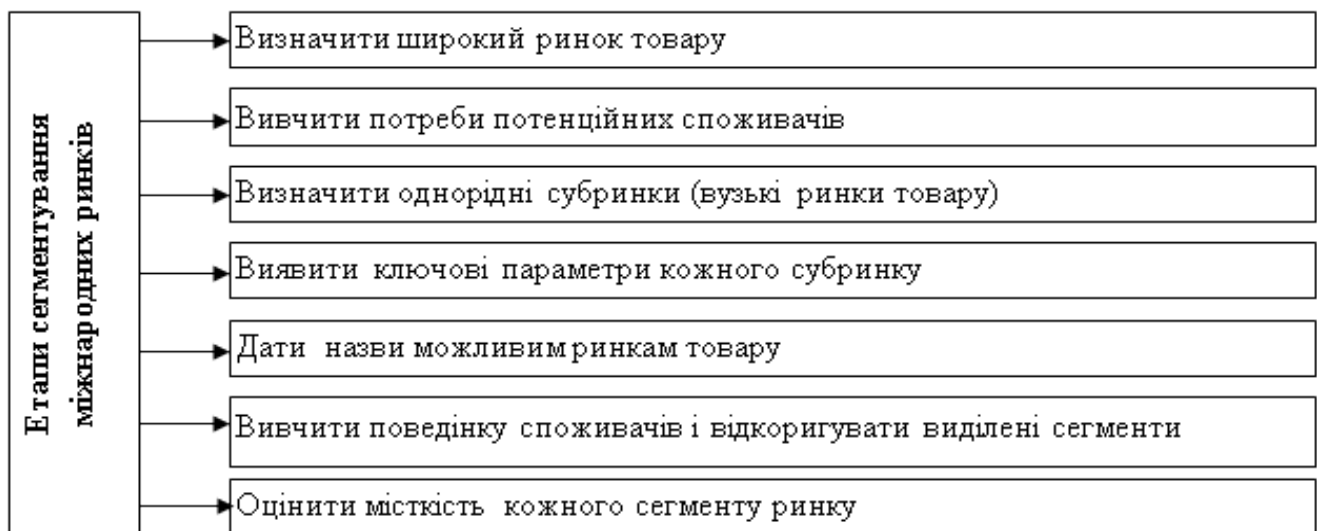 Етапи сегментування
міжнародних ринків
Визначити широкий ринок товару
Вивчити потреби потенційних споживачів
Визначити однорідні субринки (вузькі ринки товару)
Виявити ключові параметри кожного субринку
Дати назви можливим ринкам товару
Вивчити поведінку споживачів і відкоригувати виділені сегменти
Оцінити місткість кожного сегменту ринку